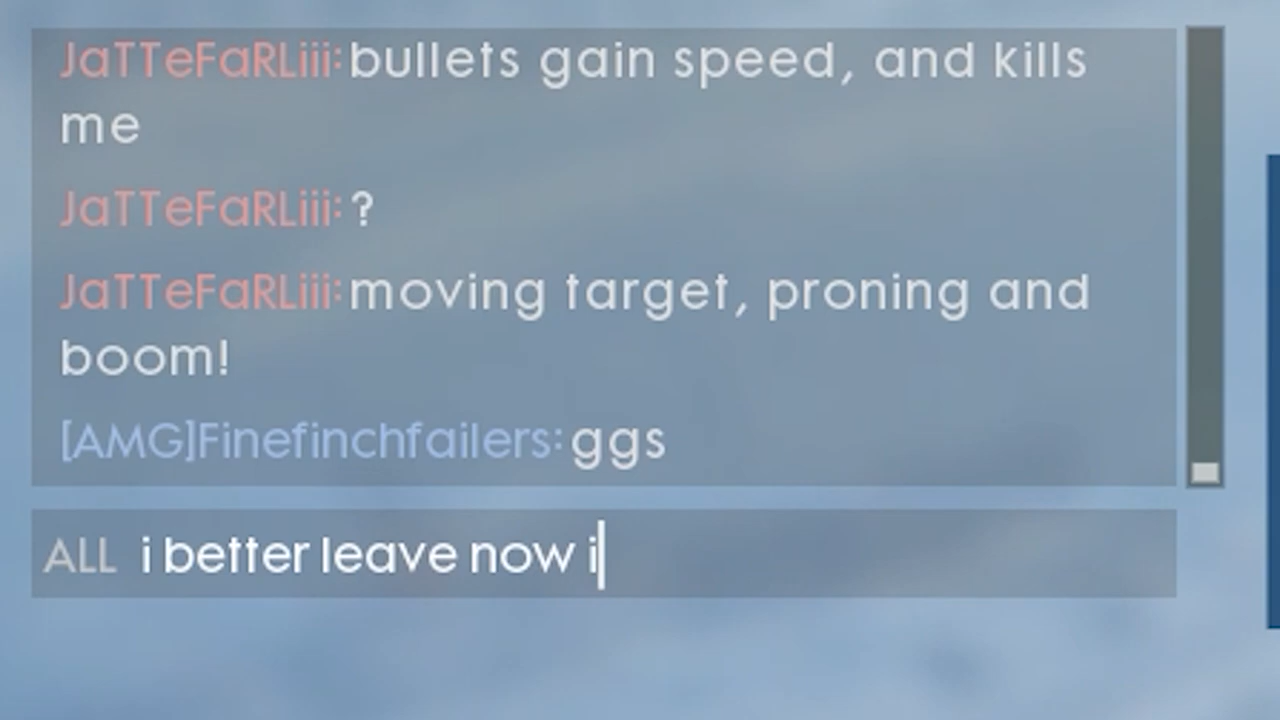 JaTTeFaRLiii: bullets gain speed, and kills
me
JaTTeFaRLiii: ?
JaTTeFaRLiii: moving target, proning and
boom!
[AMG]Finefinchfailers: ggs
ALL i better leave now i